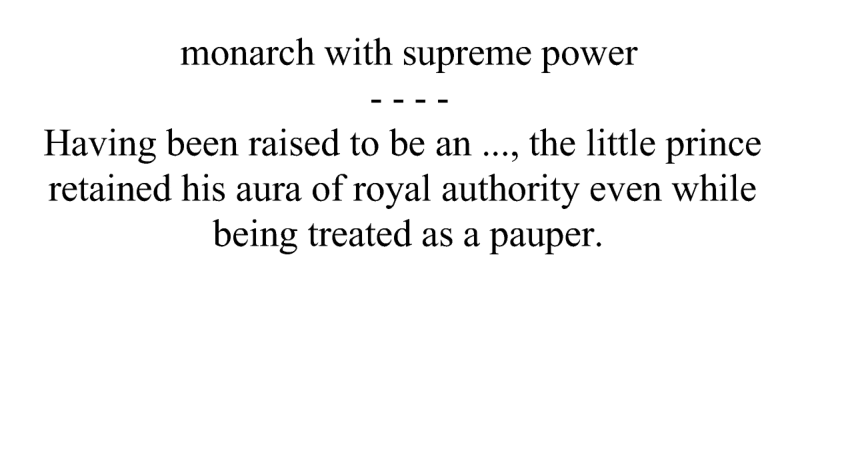 monarch with supreme power
- - - -
Having been raised to be an ..., the little prince
retained his aura of royal authority even while
being treated as a pauper.